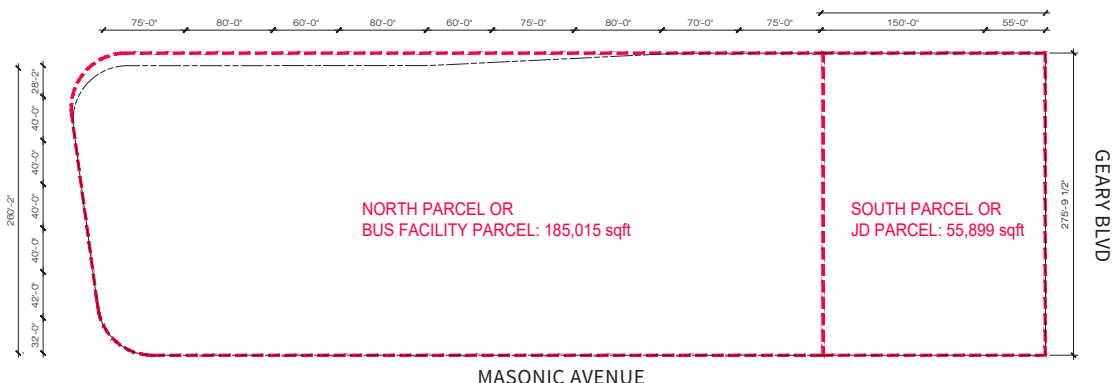 75'-0" 80'-0" 60'-0" 80'-0" 60'-0" 75'-0" 80'-0" 70'-0" 75'-0" 150'-0" 55'-0"
28'-2"
40'-0"
40'-0"
40'-0"
40'-0"
42'-0"
32'-0"
260'-2"
NORTH PARCEL OR
BUS FACILITY PARCEL: 185,015 sqft
SOUTH PARCEL OR
JD PARCEL: 55,899 sqft
275'-9 1/2"
GEARY BLVD
MASONIC AVENUE